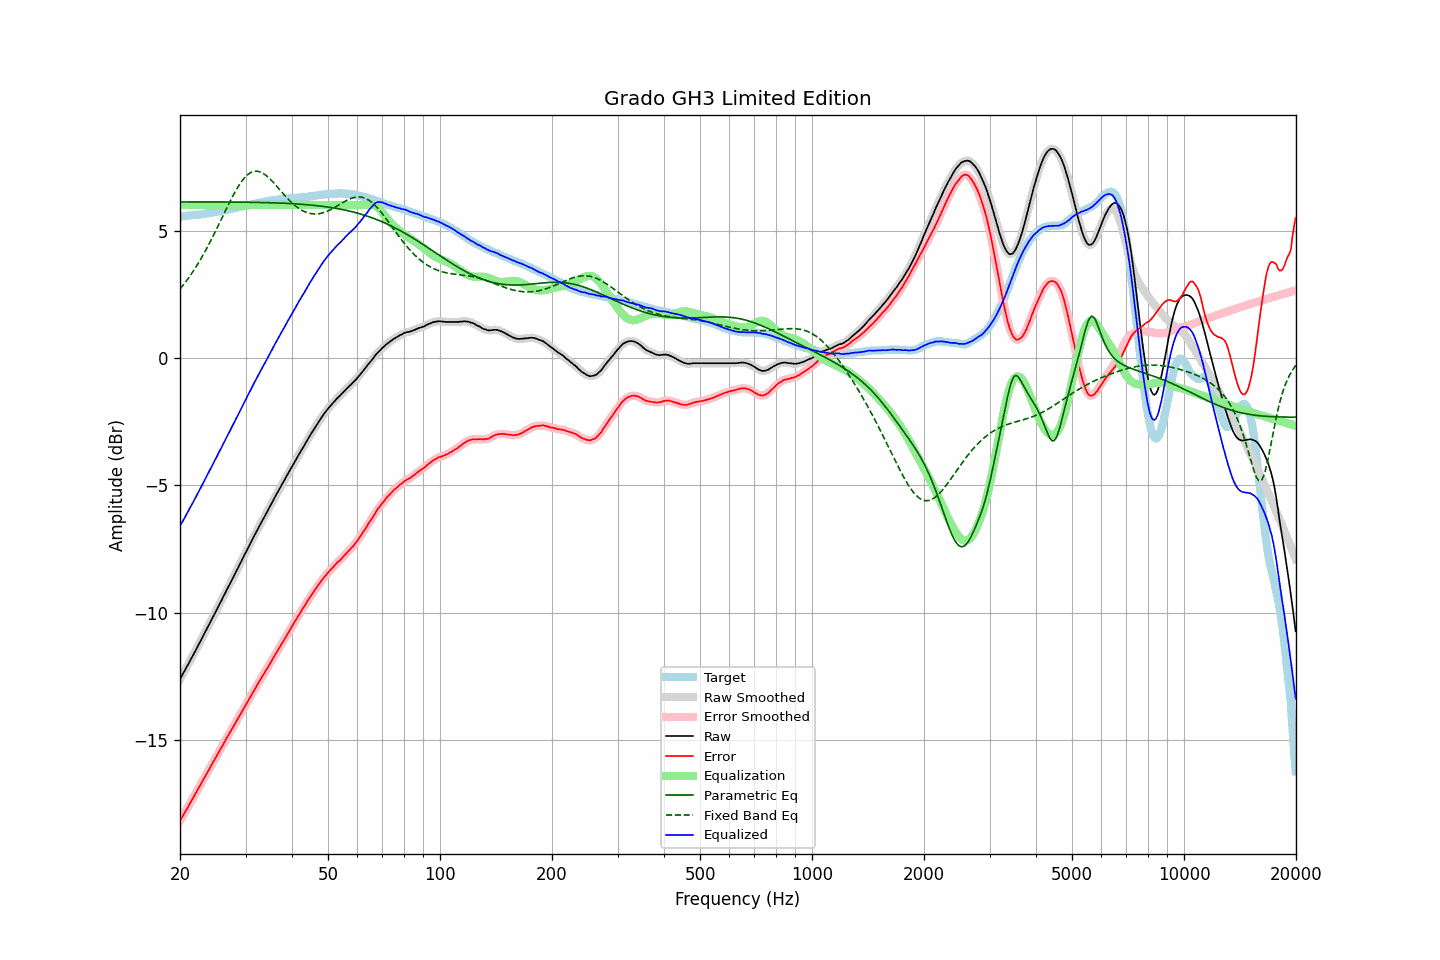 Grado GH3 Limited Edition
5
0
−5
−10
−15
Amplitude (dBr)
Target
Raw Smoothed
Error Smoothed
Raw
Error
Equalization
Parametric Eq
Fixed Band Eq
Equalized
20 50 100 200 500 1000 2000 5000 10000 20000
Frequency (Hz)